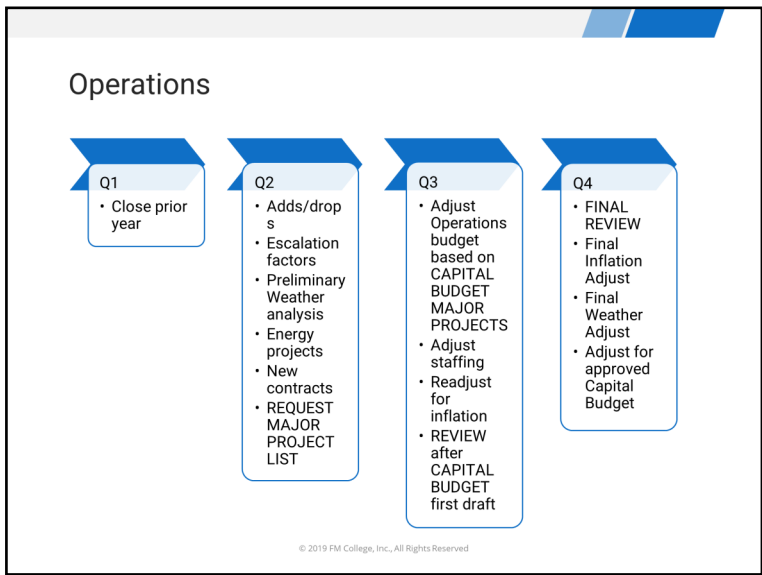 Operations
Q1
• Close prior
year
Q2
• Adds/drop
s
• Escalation
factors
• Preliminary
Weather
analysis
• Energy
projects
• New
contracts
• REQUEST
MAJOR
PROJECT
LIST
Q3
• Adjust
Operations
budget
based on
CAPITAL
BUDGET
MAJOR
PROJECTS
• Adjust
staffing
• Readjust
for
inflation
• REVIEW
after
CAPITAL
BUDGET
first draft
Q4
• FINAL
REVIEW
• Final
Inflation
Adjust
• Final
Weather
Adjust
• Adjust for
approved
Capital
Budget
© 2019 FM College, Inc., All Rights Reserved